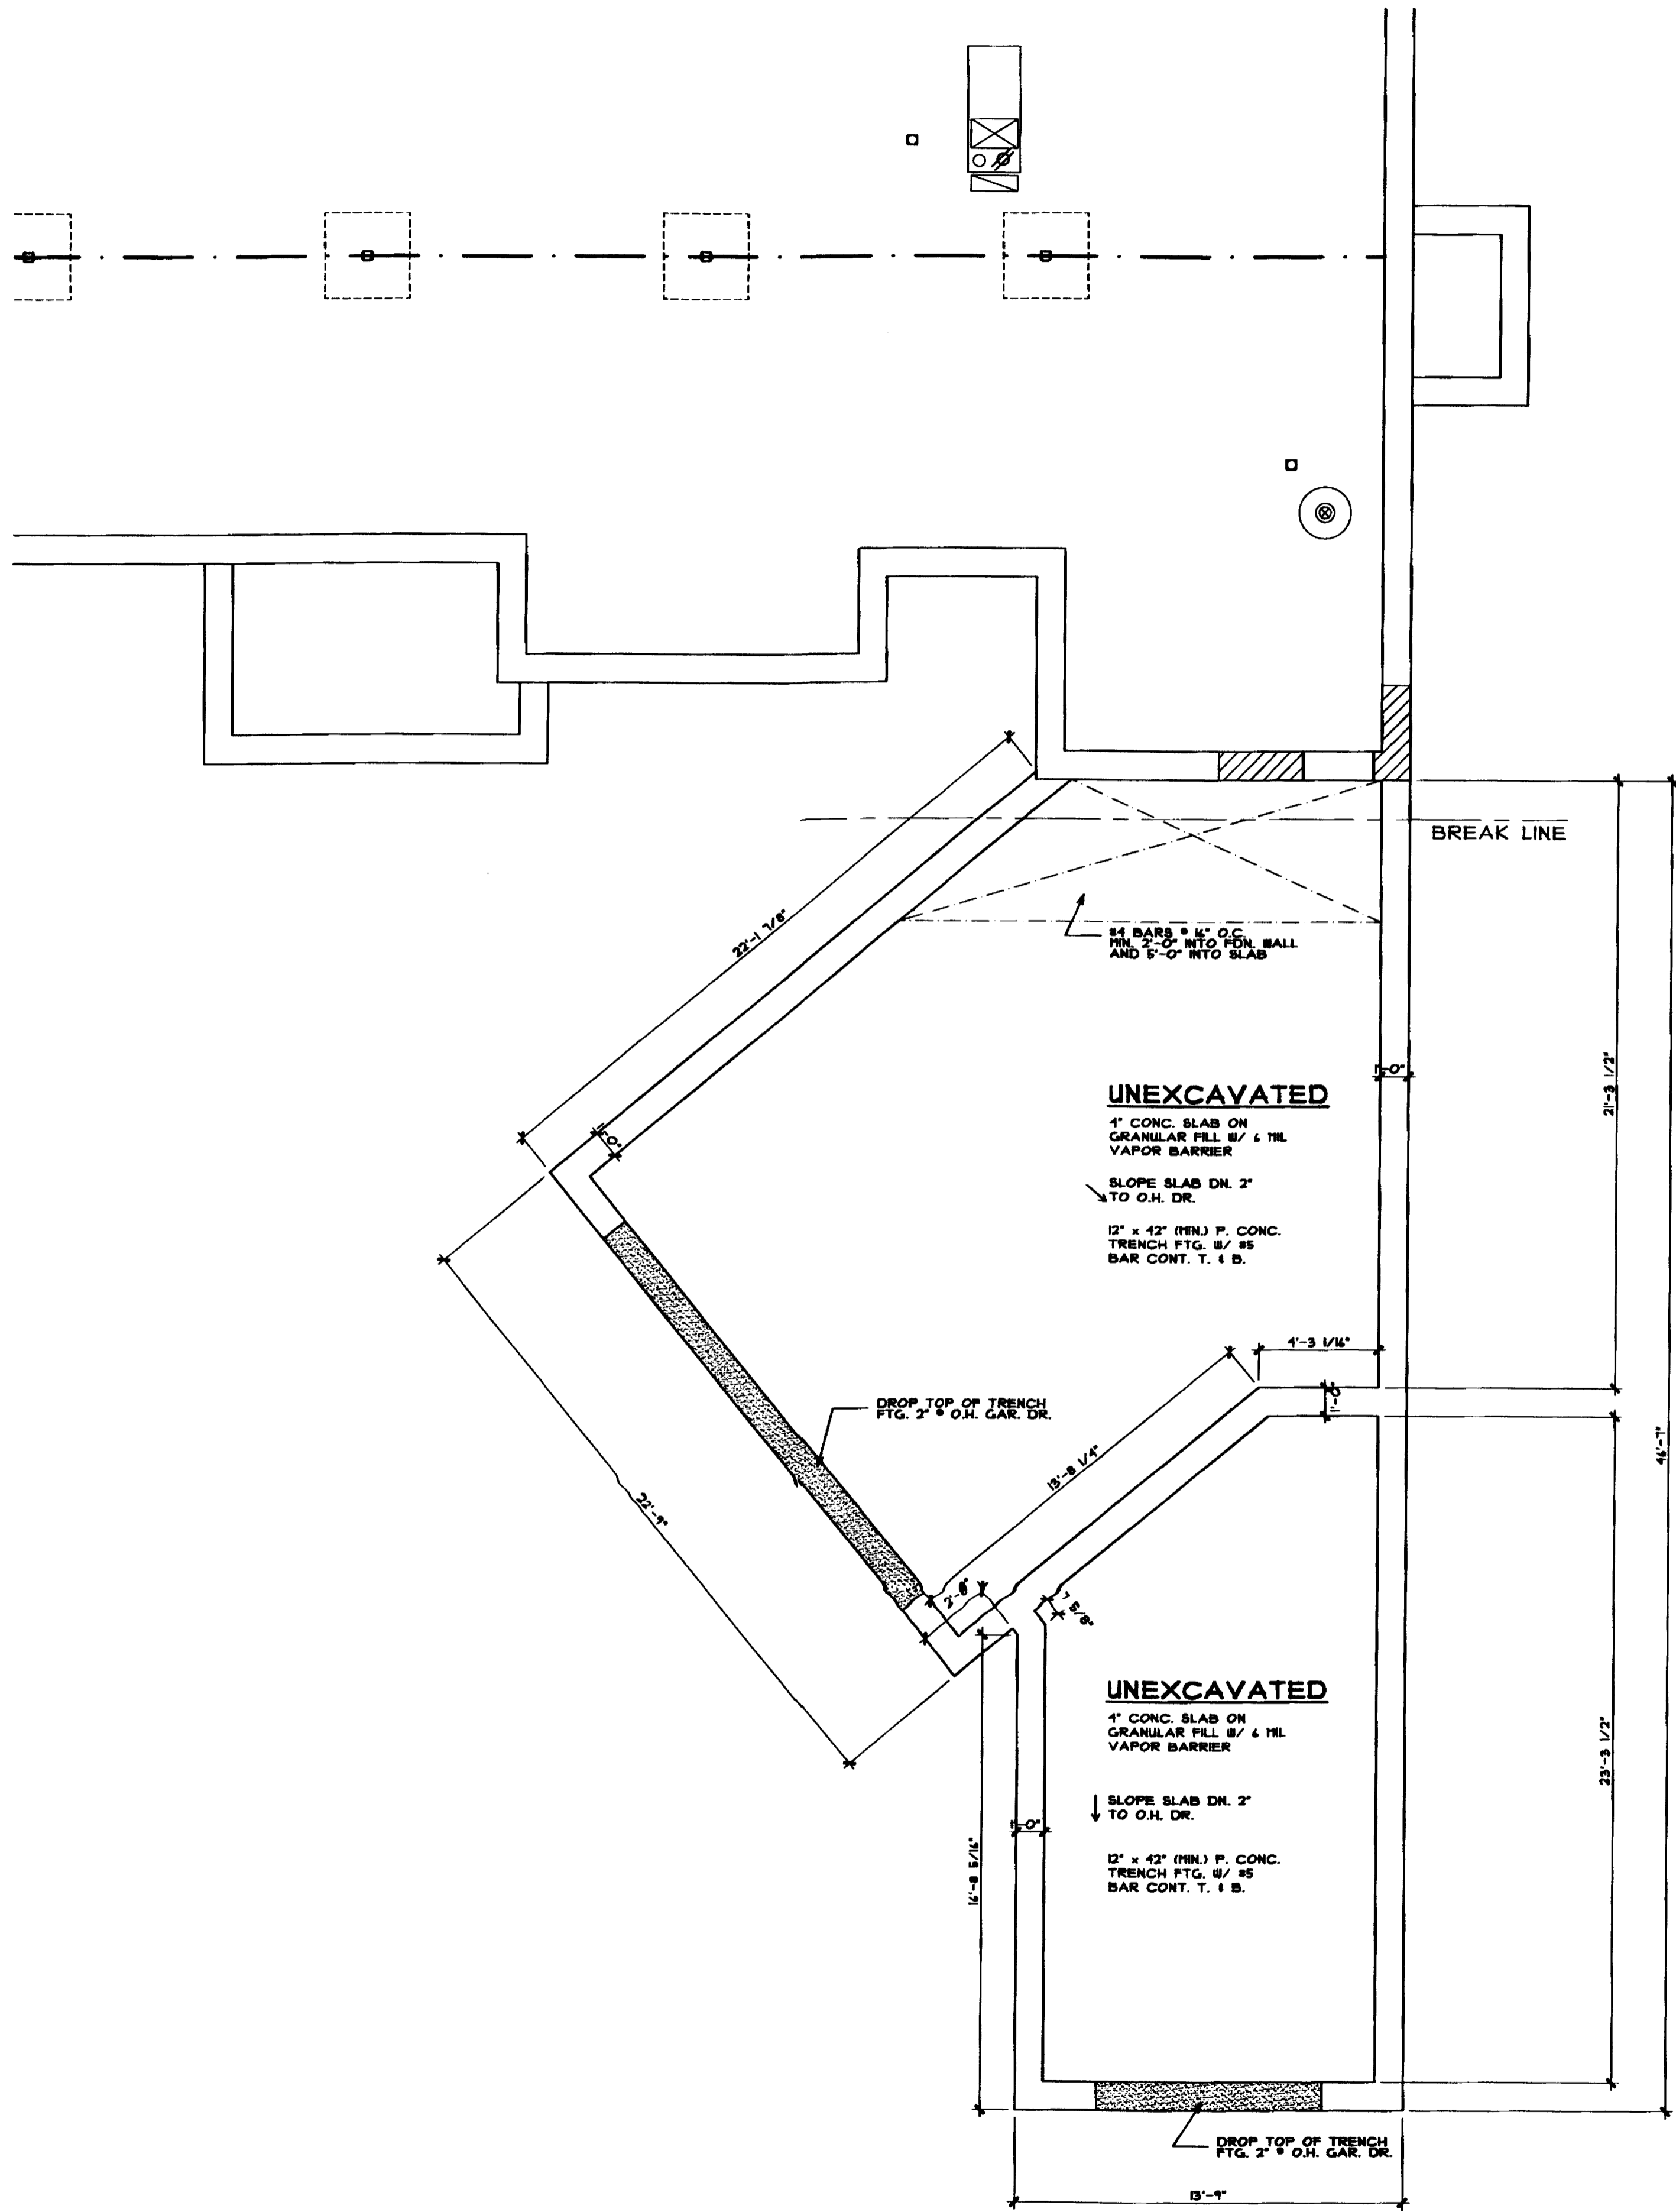 BREAK LINE
22'-1 7/8"
#4 BARS @ 16" O.C.
MIN. 2'-0" INTO FDN. WALL
AND 5'-0" INTO SLAB
1'-0"
21'-3 1/2"
UNEXCAVATED
4" CONC. SLAB ON
GRANULAR FILL W/ 6 MIL
VAPOR BARRIER
1'-0"
SLOPE SLAB DN. 2"
TO O.H. DR.
12" x 42" (MIN.) P. CONC.
TRENCH FTG. W/ #5
BAR CONT. T. & B.
4'-3 1/16"
1'-0"
DROP TOP OF TRENCH
FTG. 2" @ O.H. GAR. DR.
46'-7"
13'-8 1/4"
22'-9"
7 5/8"
UNEXCAVATED
4" CONC. SLAB ON
GRANULAR FILL W/ 6 MIL
VAPOR BARRIER
23'-3 1/2"
SLOPE SLAB DN. 2"
TO O.H. DR.
1'-0"
16'-8 5/16"
12" x 42" (MIN.) P. CONC.
TRENCH FTG. W/ #5
BAR CONT. T. & B.
DROP TOP OF TRENCH
FTG. 2" @ O.H. GAR. DR.
13'-9"